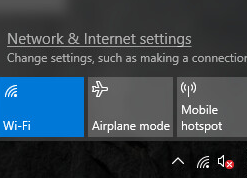 Network & Internet settings
Change settings, such as making a connection
Wi-Fi
Airplane mode
Mobile
hotspot